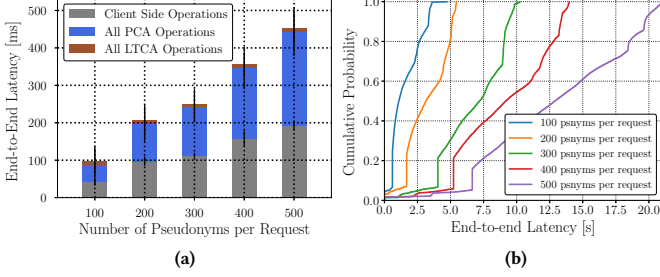 End-to-End Latency [ms]
500
400
300
200
100
0
Client Side Operations
All PCA Operations
All LTCA Operations
100 200 300 400 500
Number of Pseudonyms per Request
(a)
Cumulative Probability
1.0
0.8
0.6
0.4
0.2
0.0
100 psnyms per request
200 psnyms per request
300 psnyms per request
400 psnyms per request
500 psnyms per request
0.0 2.5 5.0 7.5 10.0 12.5 15.0 17.5 20.0
End-to-end Latency [s]
(b)